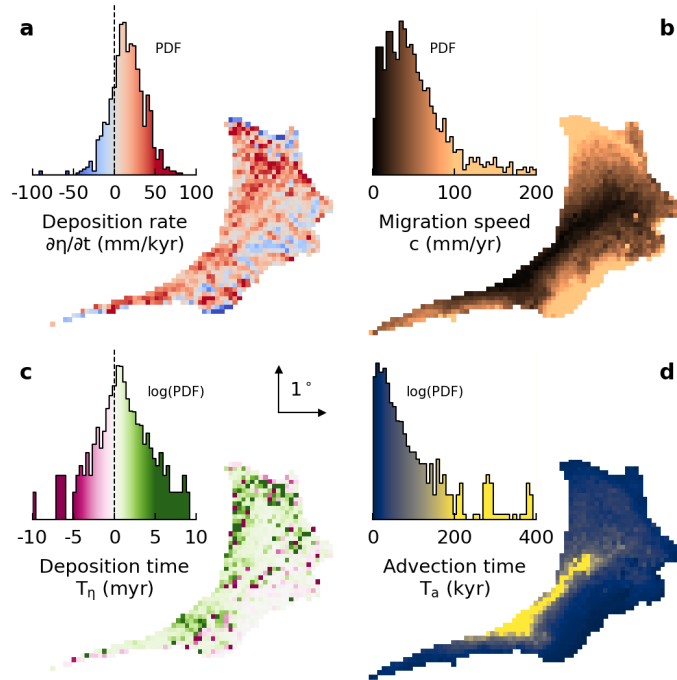 a
PDF
-100 -50 0 50 100
Deposition rate
∂η/∂t (mm/kyr)
b
PDF
0 100 200
Migration speed
c (mm/yr)
c
log(PDF)
-10 -5 0 5 10
Deposition time
Tη (myr)
1°
d
log(PDF)
0 200 400
Advection time
Ta (kyr)